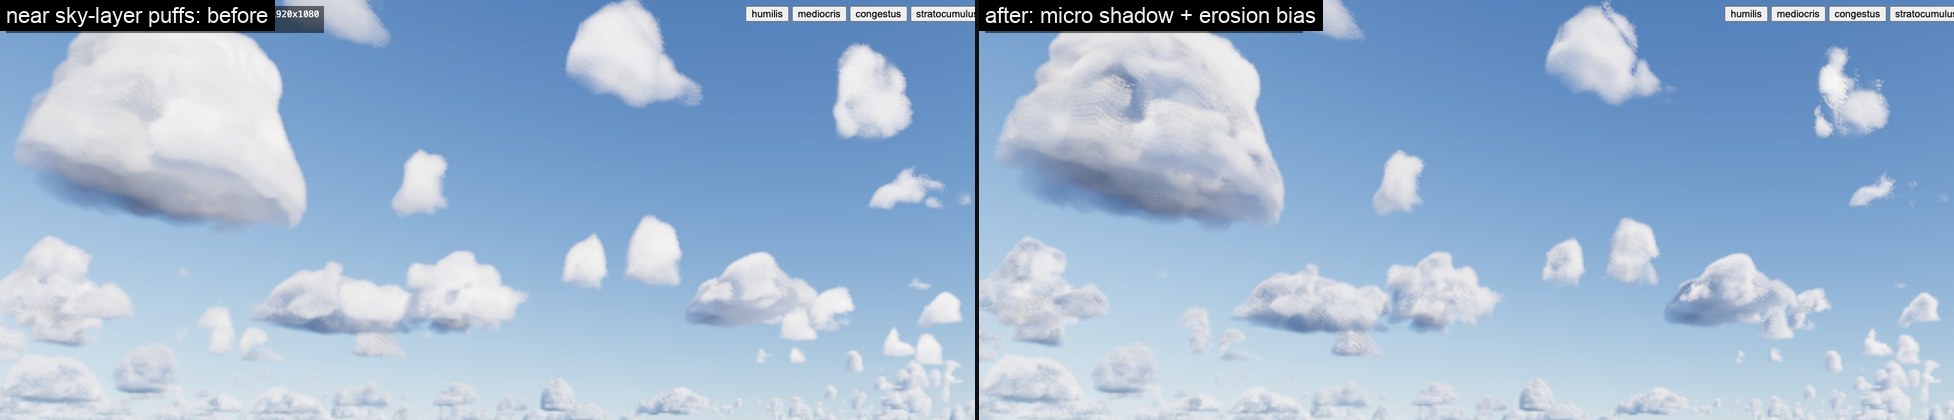 near sky-layer puffs: before
920x1080
humilis
mediocris
congestus
stratocumulus
after: micro shadow + erosion bias
humilis
mediocris
congestus
stratocumulus